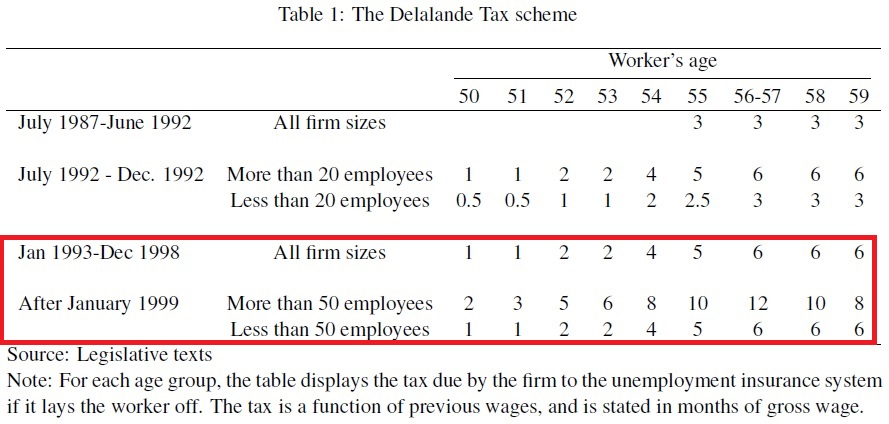 Table 1: The Delalande Tax scheme
Worker's age
50 51 52 53 54 55 56-57 58 59
July 1987-June 1992 All firm sizes 3 3 3 3
July 1992 - Dec. 1992 More than 20 employees 1 1 2 2 4 5 6 6 6
Less than 20 employees 0.5 0.5 1 1 2 2.5 3 3 3
Jan 1993-Dec 1998 All firm sizes 1 1 2 2 4 5 6 6 6
After January 1999 More than 50 employees 2 3 5 6 8 10 12 10 8
Less than 50 employees 1 1 2 2 4 5 6 6 6
Source: Legislative texts
Note: For each age group, the table displays the tax due by the firm to the unemployment insurance system
if it lays the worker off. The tax is a function of previous wages, and is stated in months of gross wage.